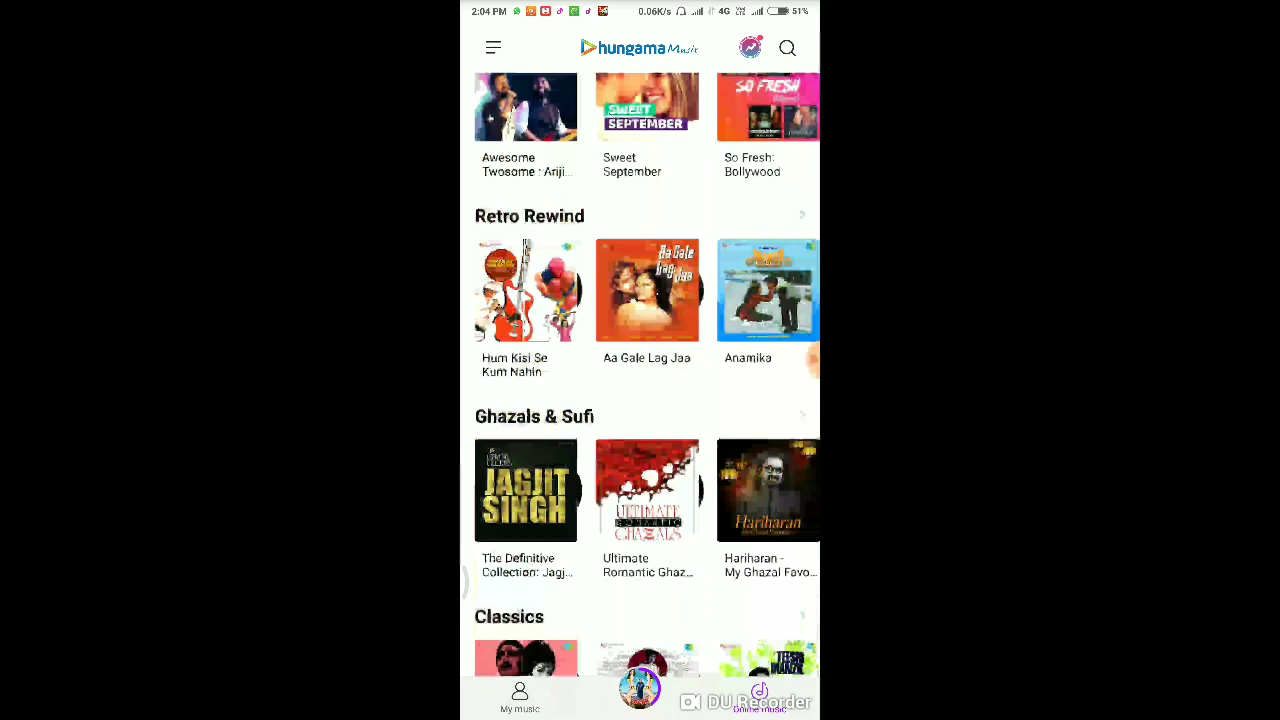 2:04 PM
0.06K/s
4G
51%
hungama Music
SWEET
SEPTEMBER
SO FRESH
Awesome
Twosome : Ariji...
Sweet
September
So Fresh:
Bollywood
Retro Rewind
Aa Gale
Lag Jaa
Hum Kisi Se
Kum Nahin
Aa Gale Lag Jaa
Anamika
Ghazals & Sufi
JAGJIT
SINGH
ULTIMATE
ROMANTIC
GHAZALS
Hariharan
The Definitive
Collection: Jagj...
Ultimate
Romantic Ghaz...
Hariharan -
My Ghazal Favo...
Classics
My music
Online music
DU Recorder